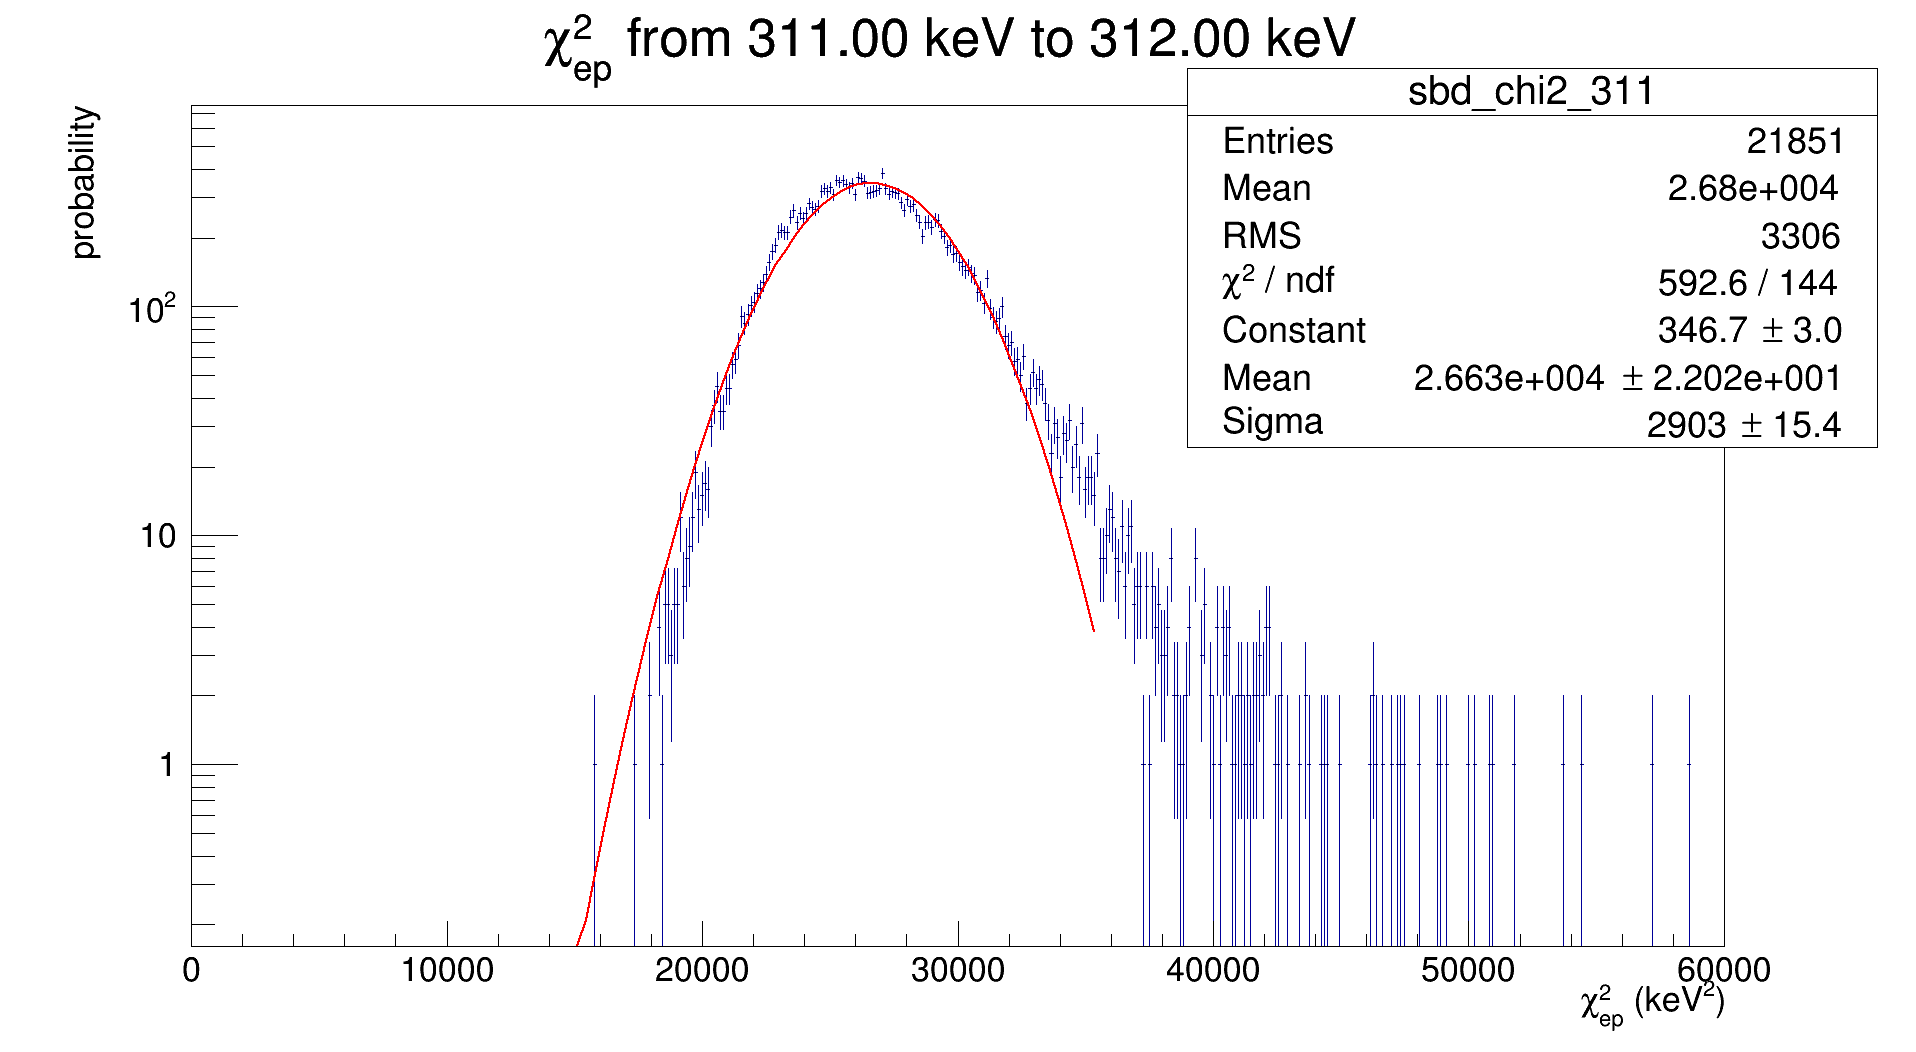 χ²ep from 311.00 keV to 312.00 keV
sbd_chi2_311
Entries 21851
Mean 2.68e+004
RMS 3306
χ² / ndf 592.6 / 144
Constant 346.7 ± 3.0
Mean 2.663e+004 ± 2.202e+001
Sigma 2903 ± 15.4
probability
10²
10
1
0 10000 20000 30000 40000 50000 60000
χ²ep (keV²)